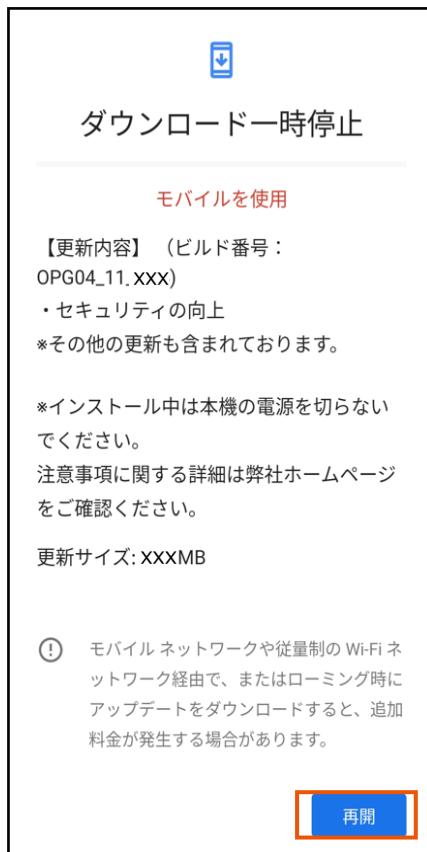 ダウンロード一時停止
モバイルを使用
【更新内容】 （ビルド番号：
OPG04_11. XXX)
・セキュリティの向上
※その他の更新も含まれております。
※インストール中は本機の電源を切らない
でください。
注意事項に関する詳細は弊社ホームページ
をご確認ください。
更新サイズ: XXXMB
モバイル ネットワークや従量制の Wi-Fi ネ
ットワーク経由で、またはローミング時に
アップデートをダウンロードすると、追加
料金が発生する場合があります。
再開